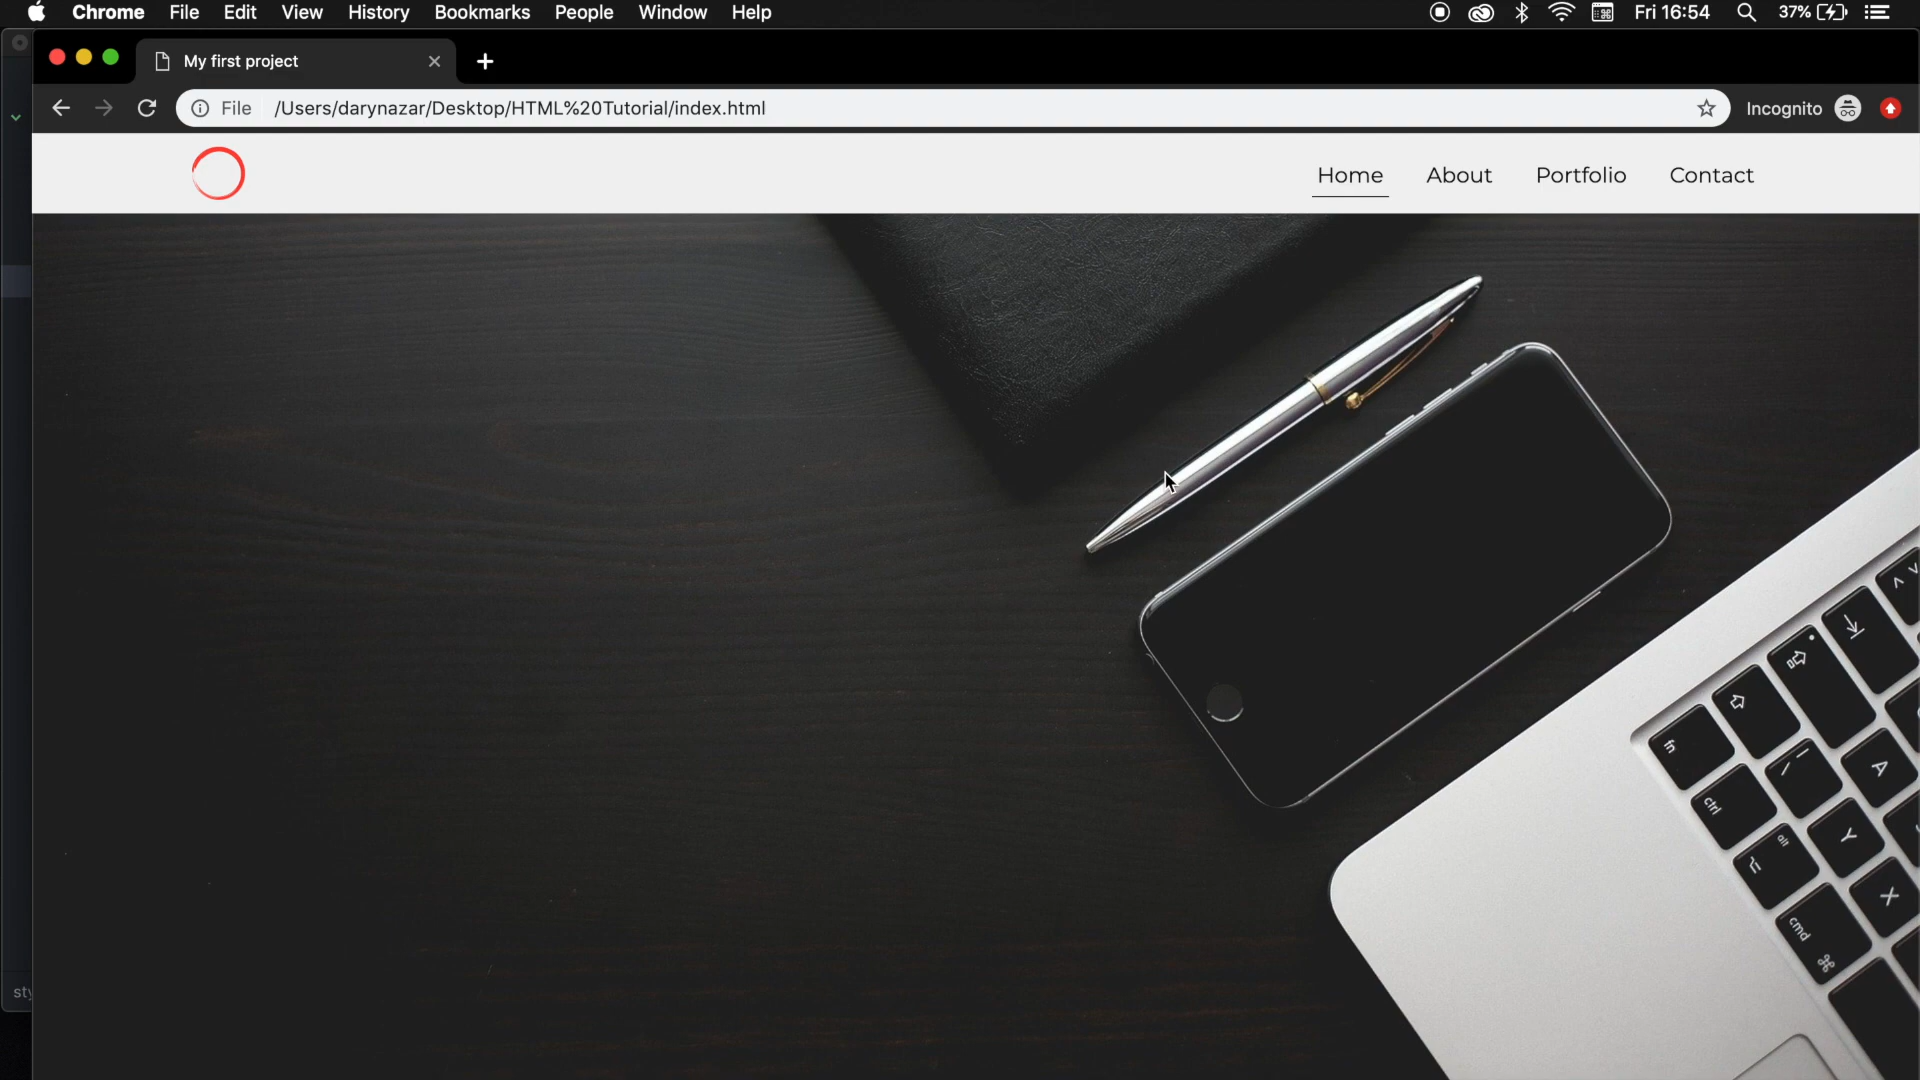 Chrome File Edit View History Bookmarks People Window Help Fri 16:54 37%
My first project
File /Users/darynazar/Desktop/HTML%20Tutorial/index.html Incognito
Home About Portfolio Contact
A
ctrl
Y
alt
X
cmd
⌘
sty